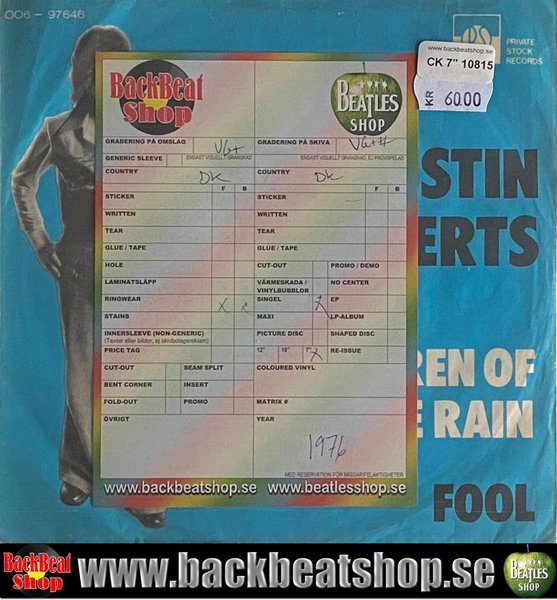 006 - 97646
PS
PRIVATE
STOCK
RECORDS
www.backbeatshop.se
CK 7" 10815
KR 60.00
STIN
ERTS
REN OF
E RAIN
FOOL
BackBeat
Shop
BEATLES
SHOP
GRADERING PÅ OMSLAG VG+ GRADERING PÅ SKIVA VG++
GENERIC SLEEVE ENDAST VISUELLT GRANSKAD ENDAST VISUELLT GRANSKAD, EJ PROVSPELAD
COUNTRY DK COUNTRY DK
F B F B
STICKER STICKER –
WRITTEN WRITTEN
TEAR TEAR
GLUE / TAPE GLUE / TAPE
HOLE CUT-OUT PROMO / DEMO
LAMINATSLÄPP VÄRMESKADA / VINYLBUBBLOR NO CENTER
RINGWEAR X X SINGEL X EP
STAINS MAXI LP-ALBUM
INNERSLEEVE (NON-GENERIC) PICTURE DISC SHAPED DISC
(Texter eller bilder, ej skivbolagsreklam)
PRICE TAG 12" 10" 7" X RE-ISSUE
CUT-OUT SEAM SPLIT COLOURED VINYL
BENT CORNER INSERT
FOLD-OUT PROMO MATRIX #
ÖVRIGT YEAR
1976
MED RESERVATION FÖR MISSAR/FELAKTIGHETER
www.backbeatshop.se www.beatlesshop.se
BackBeat
Shop
www.backbeatshop.se
BEATLES
SHOP